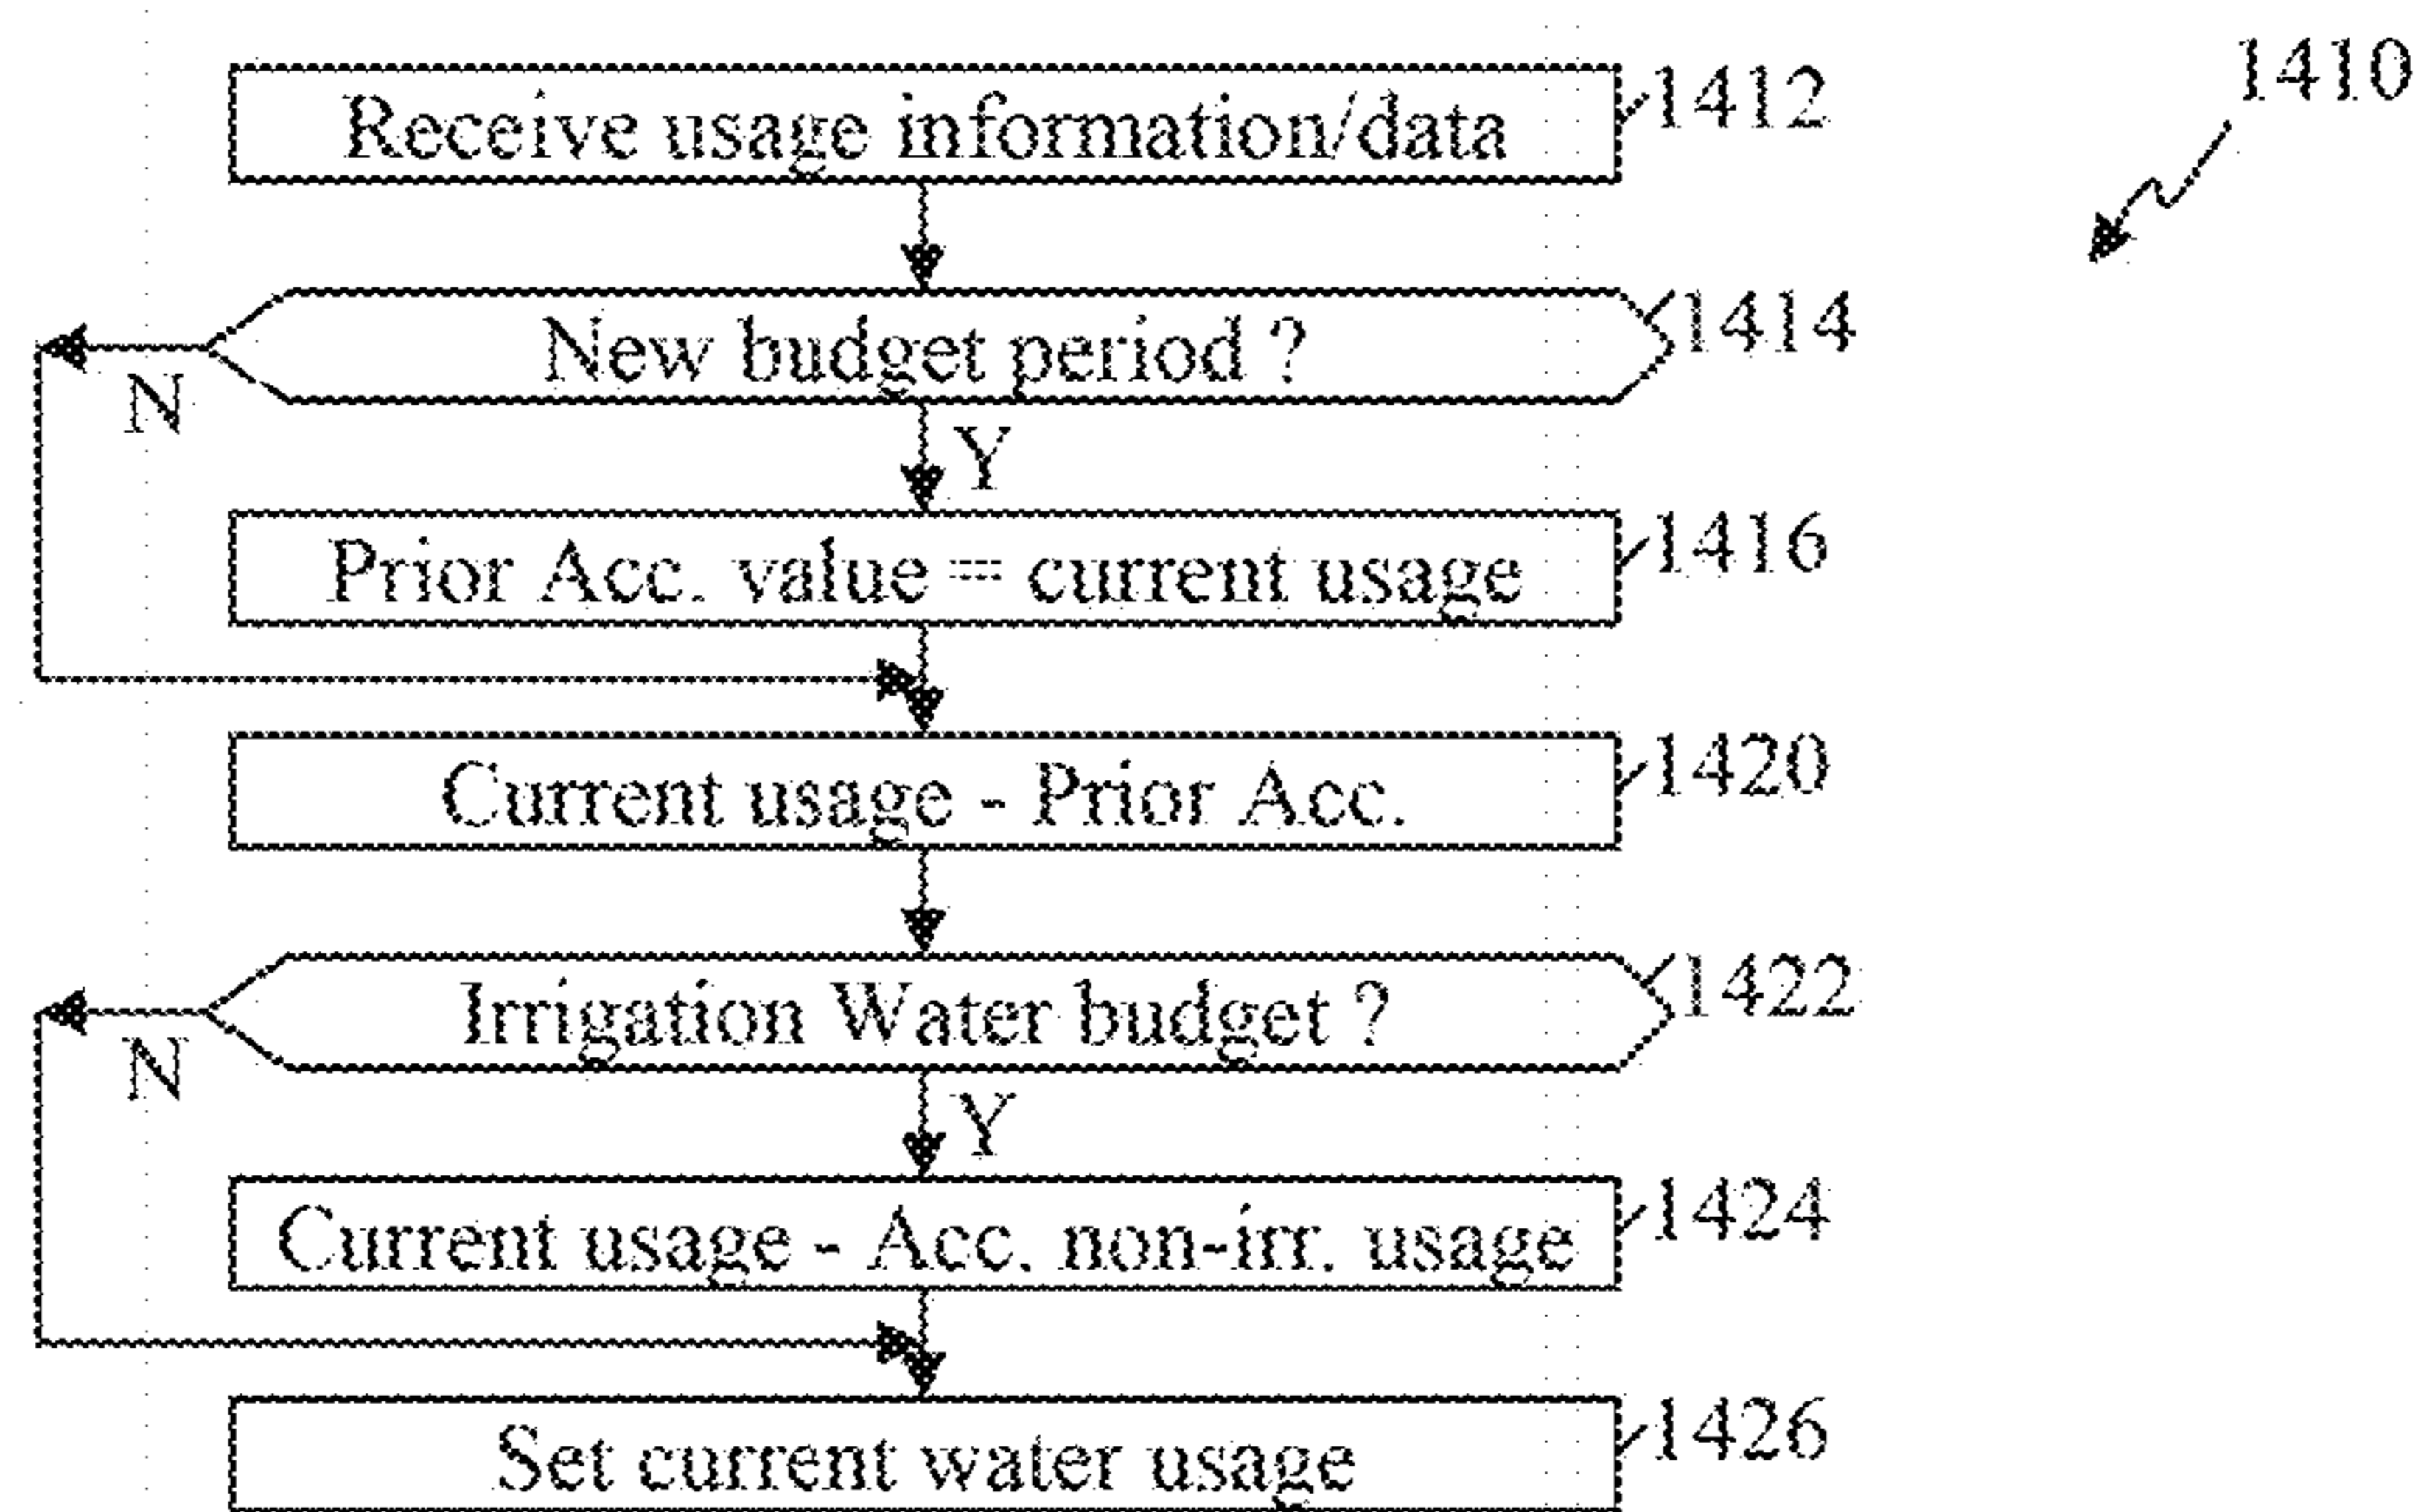 1410
Receive usage information/data 1412
New budget period ? 1414
N
Y
Prior Acc. value = current usage 1416
Current usage - Prior Acc. 1420
Irrigation Water budget ? 1422
N
Y
Current usage - Acc. non-irr. usage 1424
Set current water usage 1426